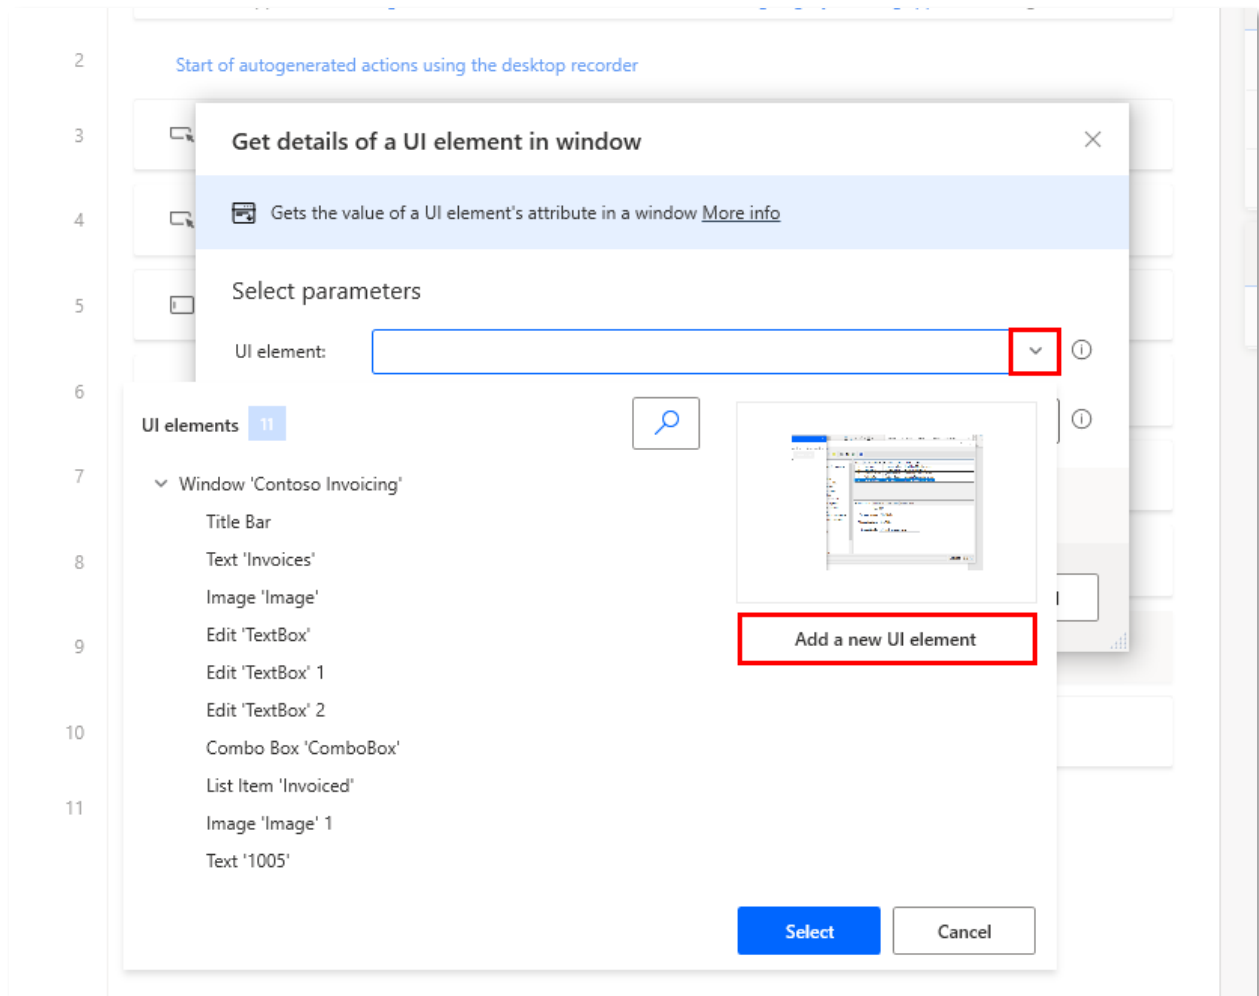 2
Start of autogenerated actions using the desktop recorder
3
Get details of a UI element in window
4
Gets the value of a UI element's attribute in a window More info
5
Select parameters
UI element:
6
UI elements 11
7
Window 'Contoso Invoicing'
Title Bar
Text 'Invoices'
8
Image 'Image'
Edit 'TextBox'
Add a new UI element
9
Edit 'TextBox' 1
Edit 'TextBox' 2
10
Combo Box 'ComboBox'
List Item 'Invoiced'
11
Image 'Image' 1
Text '1005'
Select
Cancel